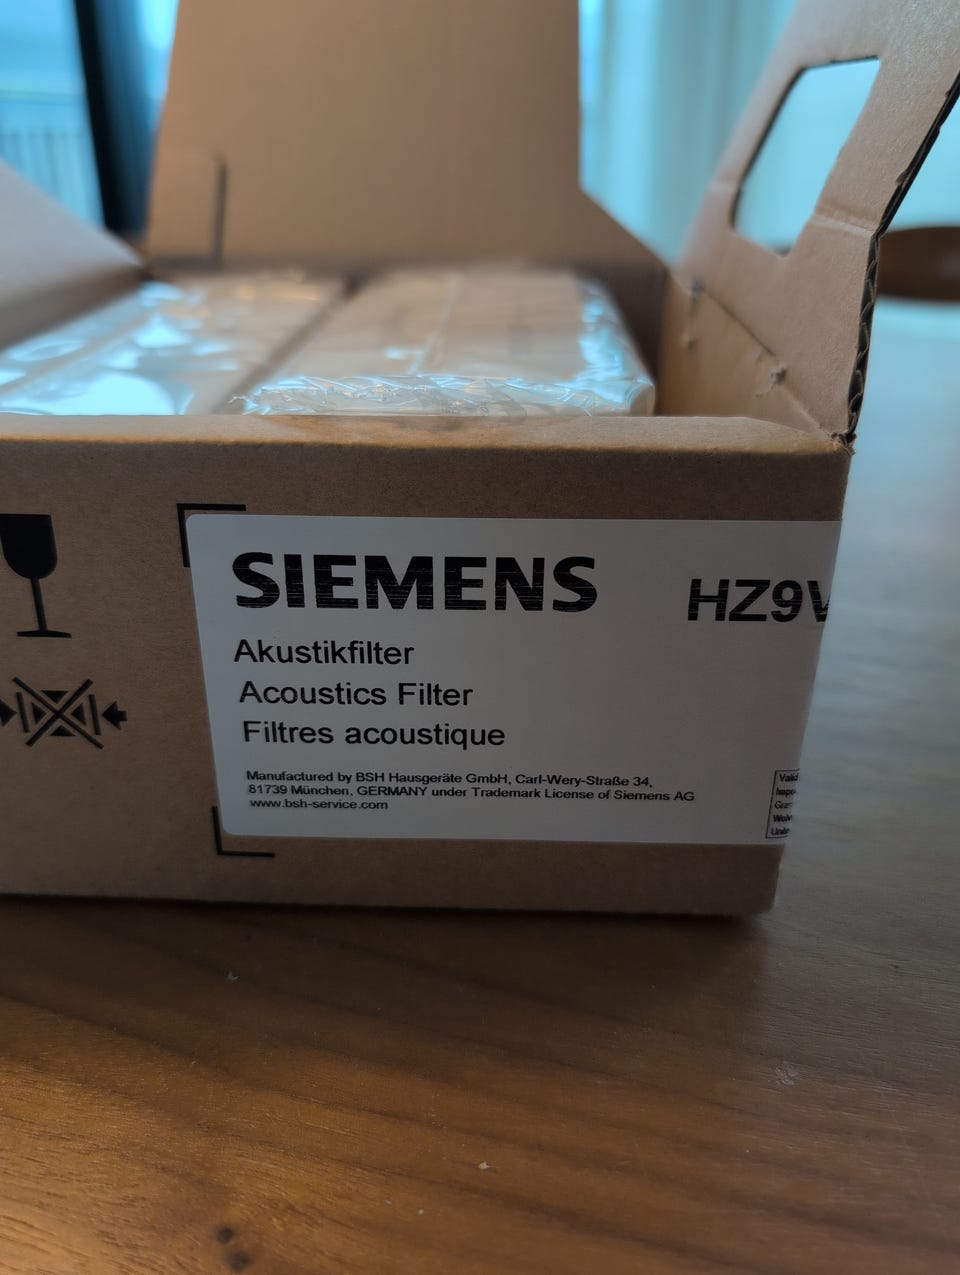 SIEMENS
HZ9V
Akustikfilter
Acoustics Filter
Filtres acoustique
Manufactured by BSH Hausgeräte GmbH, Carl-Wery-Straße 34,
81739 München, GERMANY under Trademark License of Siemens AG
www.bsh-service.com